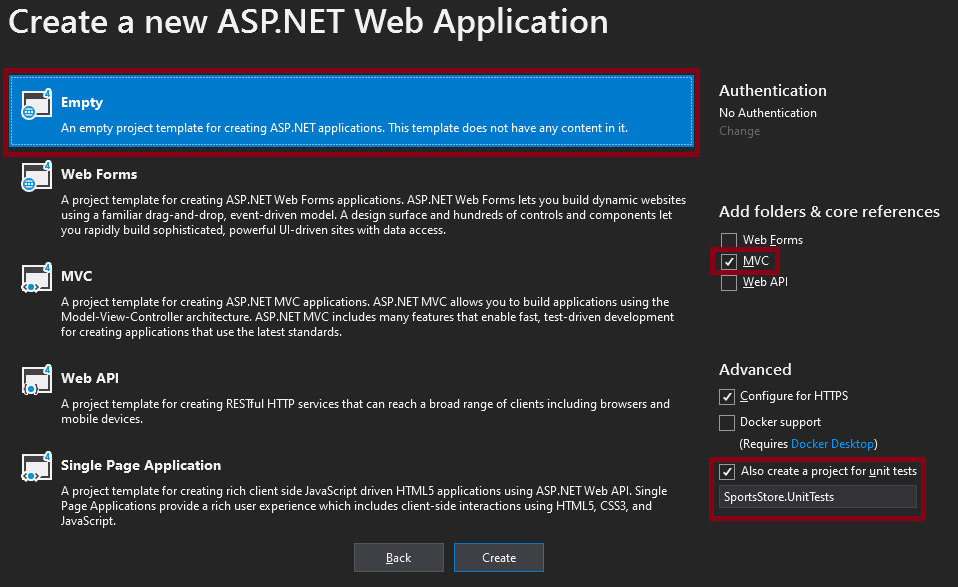 Create a new ASP.NET Web Application
Empty
An empty project template for creating ASP.NET applications. This template does not have any content in it.
Web Forms
A project template for creating ASP.NET Web Forms applications. ASP.NET Web Forms lets you build dynamic websites
using a familiar drag-and-drop, event-driven model. A design surface and hundreds of controls and components let
you rapidly build sophisticated, powerful UI-driven sites with data access.
MVC
A project template for creating ASP.NET MVC applications. ASP.NET MVC allows you to build applications using the
Model-View-Controller architecture. ASP.NET MVC includes many features that enable fast, test-driven development
for creating applications that use the latest standards.
Web API
A project template for creating RESTful HTTP services that can reach a broad range of clients including browsers and
mobile devices.
Single Page Application
A project template for creating rich client side JavaScript driven HTML5 applications using ASP.NET Web API. Single
Page Applications provide a rich user experience which includes client-side interactions using HTML5, CSS3, and
JavaScript.
Authentication
No Authentication
Change
Add folders & core references
Web Forms
MVC
Web API
Advanced
Configure for HTTPS
Docker support
(Requires Docker Desktop)
Also create a project for unit tests
SportsStore.UnitTests
Back
Create